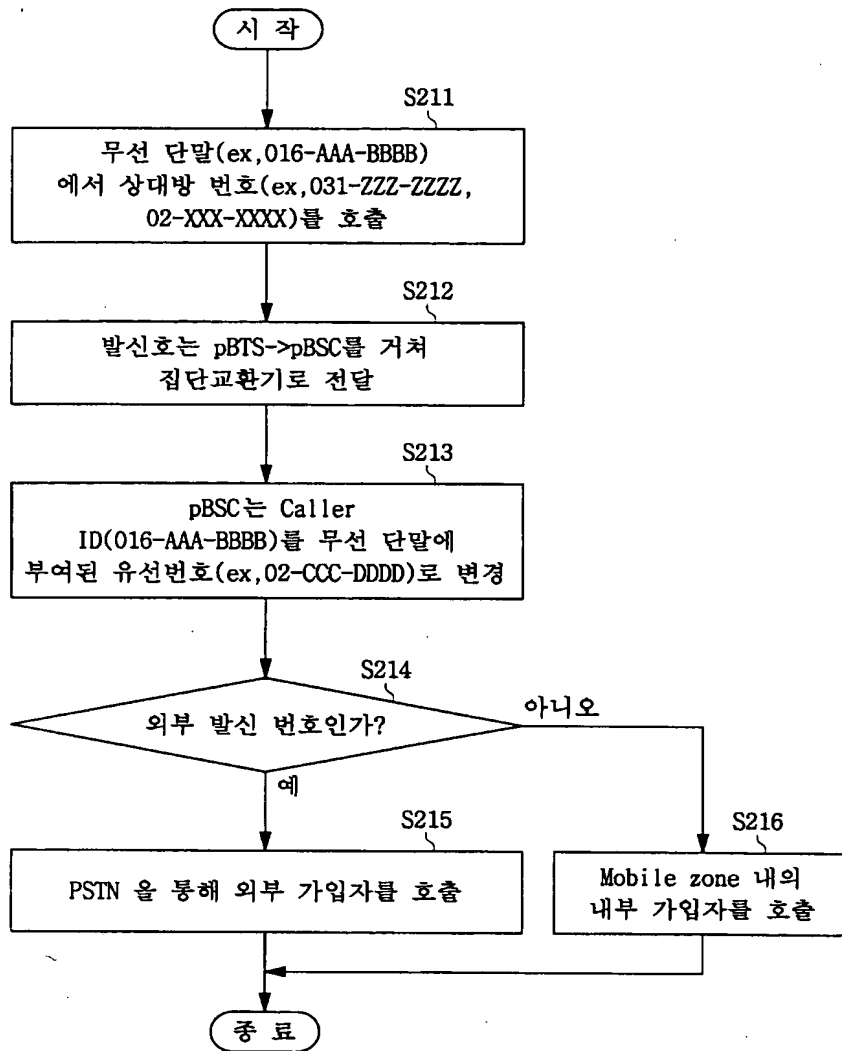 시 작
S211
무선 단말(ex,016-AAA-BBBB)
에서 상대방 번호(ex,031-ZZZ-ZZZZ,
02-XXX-XXXX)를 호출
S212
발신호는 pBTS->pBSC를 거쳐
집단교환기로 전달
S213
pBSC는 Caller
ID(016-AAA-BBBB)를 무선 단말에
부여된 유선번호(ex,02-CCC-DDDD)로 변경
S214
외부 발신 번호인가?
아니오
예
S215
PSTN 을 통해 외부 가입자를 호출
S216
Mobile zone 내의
내부 가입자를 호출
종 료